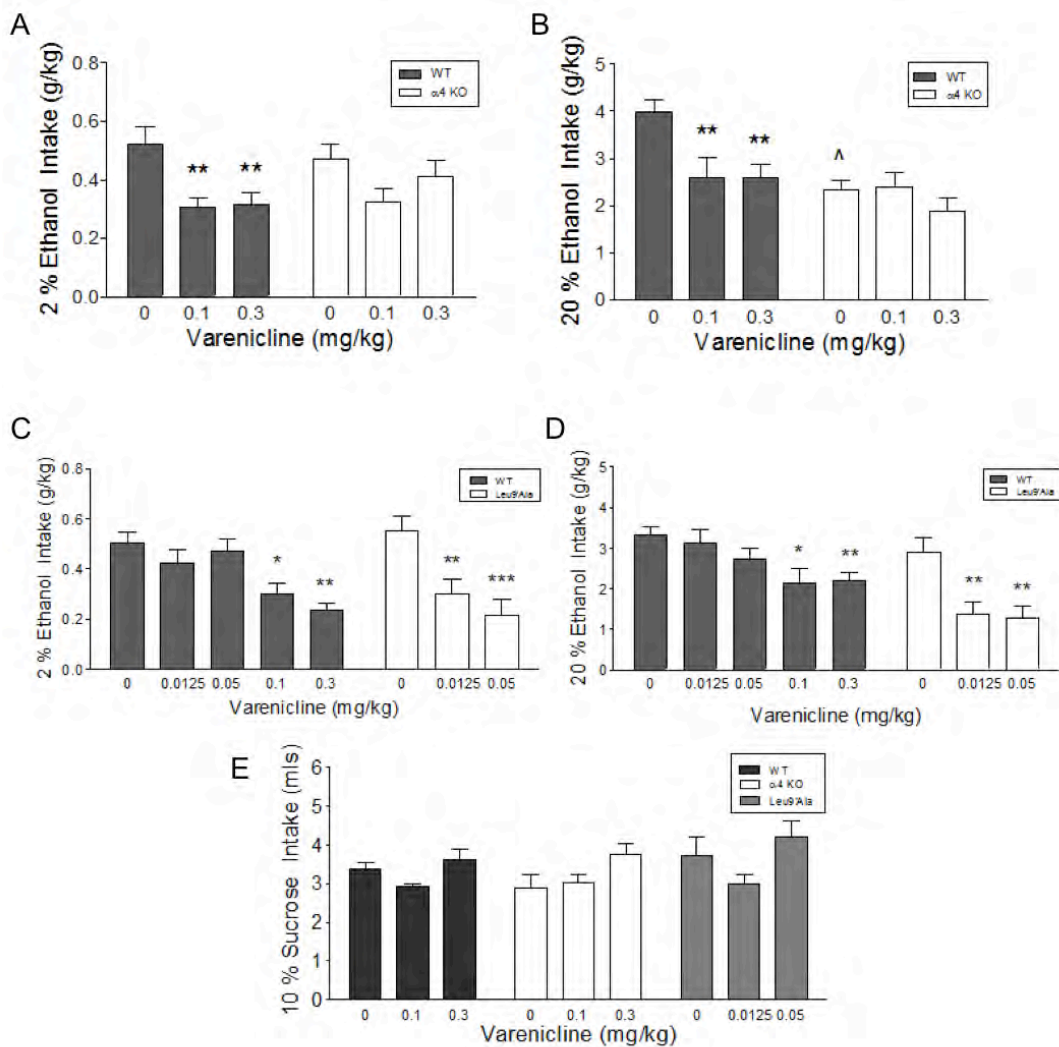 A
2 % Ethanol Intake (g/kg)
0.8
0.6
0.4
0.2
0.0
WT
α4 KO
** **
0 0.1 0.3 0 0.1 0.3
Varenicline (mg/kg)
B
20 % Ethanol Intake (g/kg)
5
4
3
2
1
0
WT
α4 KO
** ** ^
0 0.1 0.3 0 0.1 0.3
Varenicline (mg/kg)
C
2 % Ethanol Intake (g/kg)
0.8
0.6
0.4
0.2
0.0
WT
Leu9'Ala
* ** ** ***
0 0.0125 0.05 0.1 0.3 0 0.0125 0.05
Varenicline (mg/kg)
D
20 % Ethanol Intake (g/kg)
5
4
3
2
1
0
WT
Leu9'Ala
* ** ** **
0 0.0125 0.05 0.1 0.3 0 0.0125 0.05
Varenicline (mg/kg)
E
10 % Sucrose Intake (mls)
6
5
4
3
2
1
0
WT
α4 KO
Leu9'Ala
0 0.1 0.3 0 0.1 0.3 0 0.0125 0.05
Varenicline (mg/kg)